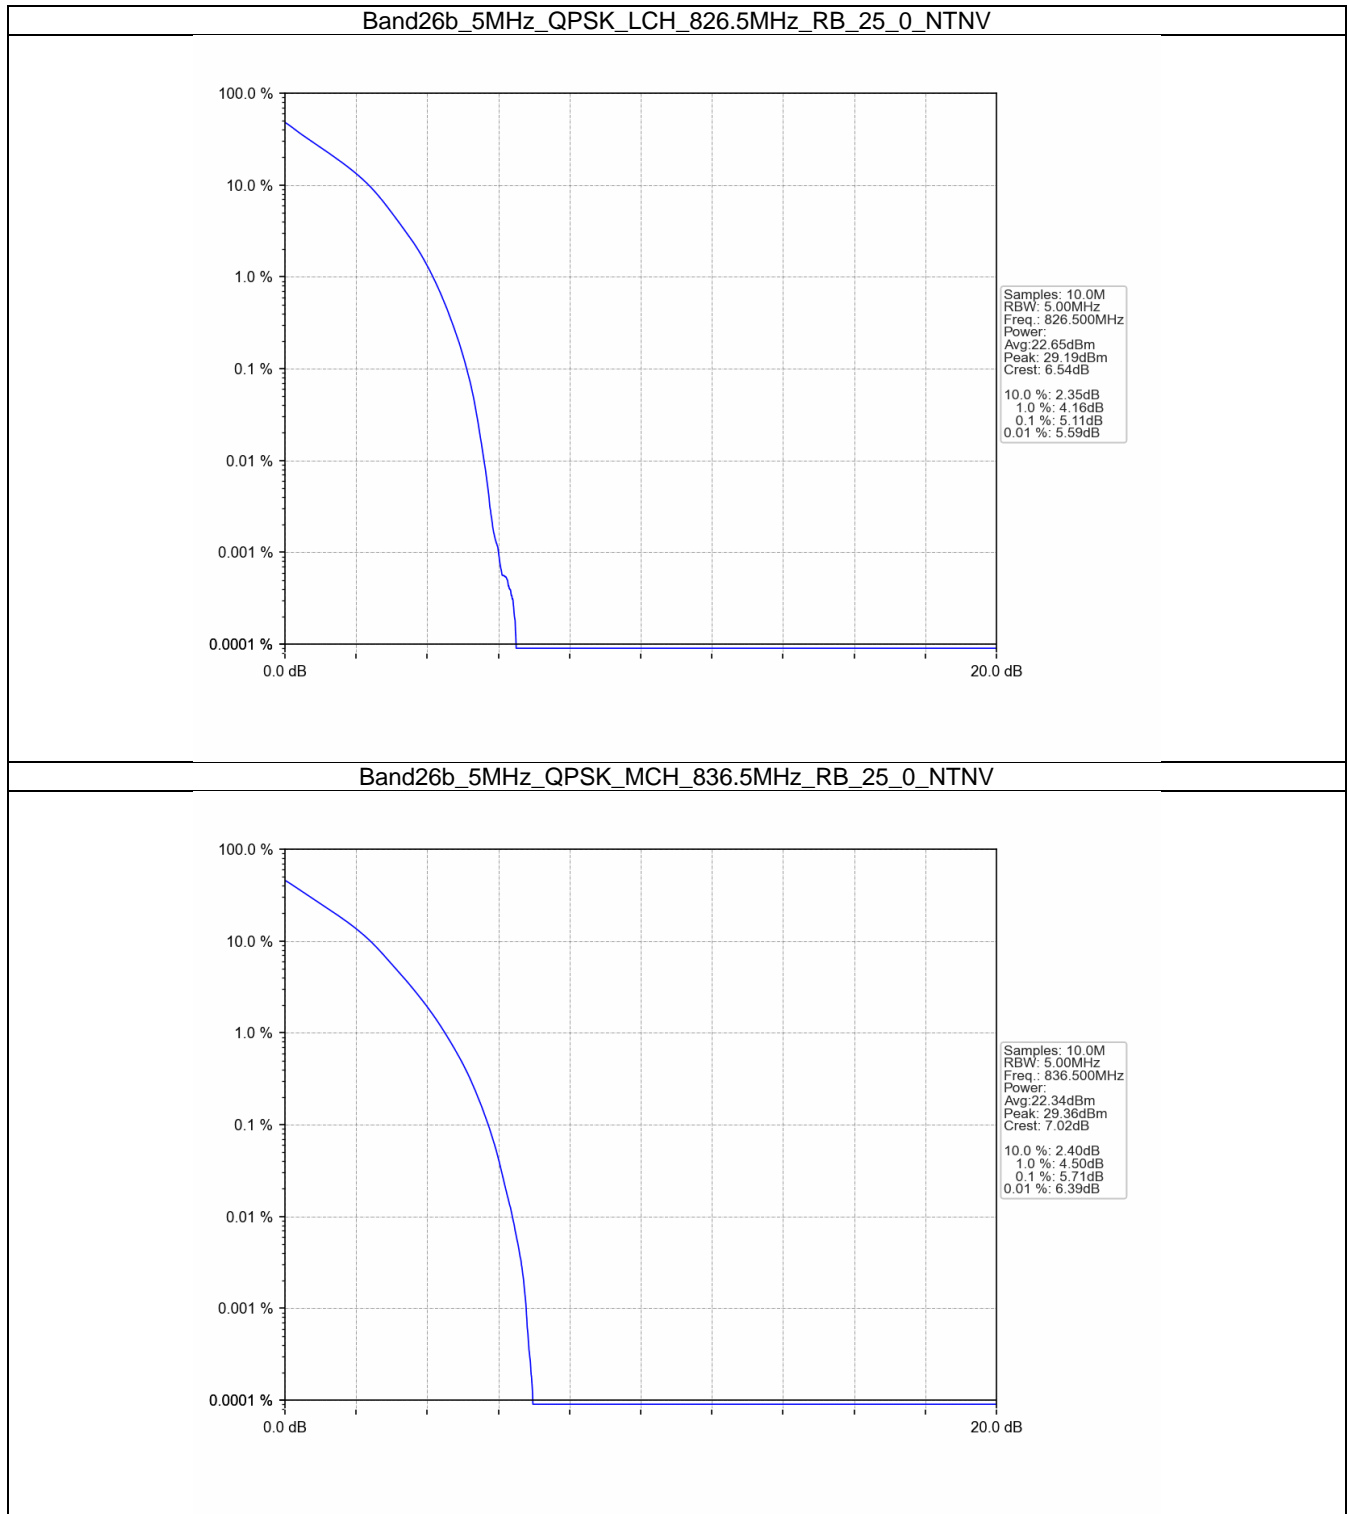 Band26b_5MHz_QPSK_LCH_826.5MHz_RB_25_0_NTNV
100.0 %
10.0 %
1.0 %
0.1 %
0.01 %
0.001 %
0.0001 %
0.0 dB
20.0 dB
Samples: 10.0M
RBW: 5.00MHz
Freq.: 826.500MHz
Power:
Avg:22.65dBm
Peak: 29.19dBm
Crest: 6.54dB
10.0 %: 2.35dB
1.0 %: 4.16dB
0.1 %: 5.11dB
0.01 %: 5.59dB
Band26b_5MHz_QPSK_MCH_836.5MHz_RB_25_0_NTNV
100.0 %
10.0 %
1.0 %
0.1 %
0.01 %
0.001 %
0.0001 %
0.0 dB
20.0 dB
Samples: 10.0M
RBW: 5.00MHz
Freq.: 836.500MHz
Power:
Avg:22.34dBm
Peak: 29.36dBm
Crest: 7.02dB
10.0 %: 2.40dB
1.0 %: 4.50dB
0.1 %: 5.71dB
0.01 %: 6.39dB